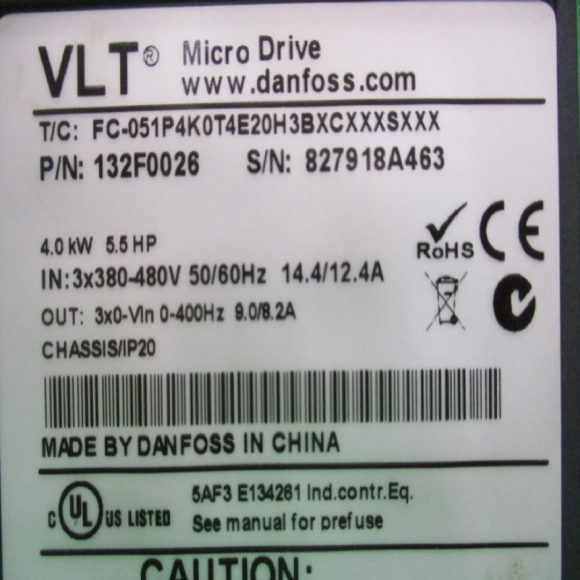 VLT® Micro Drive
www.danfoss.com
T/C: FC-051P4K0T4E20H3BXCXXXSXXX
P/N: 132F0026 S/N: 827918A463
4.0 kW 5.5 HP
IN: 3x380-480V 50/60Hz 14.4/12.4A
OUT: 3x0-Vin 0-400Hz 9.0/8.2A
CHASSIS/IP20
RoHS CE
MADE BY DANFOSS IN CHINA
c UL US LISTED
5AF3 E134261 Ind.contr.Eq.
See manual for prefuse
CAUTION: